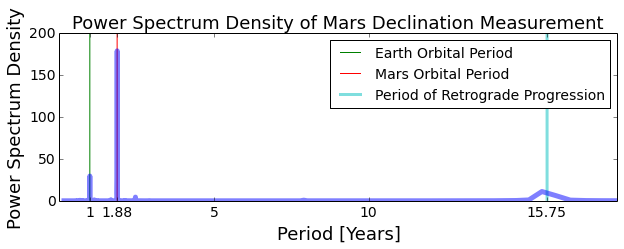 Power Spectrum Density of Mars Declination Measurement
Power Spectrum Density
200
150
100
50
0
Earth Orbital Period
Mars Orbital Period
Period of Retrograde Progression
1 1.88 5 10 15.75
Period [Years]